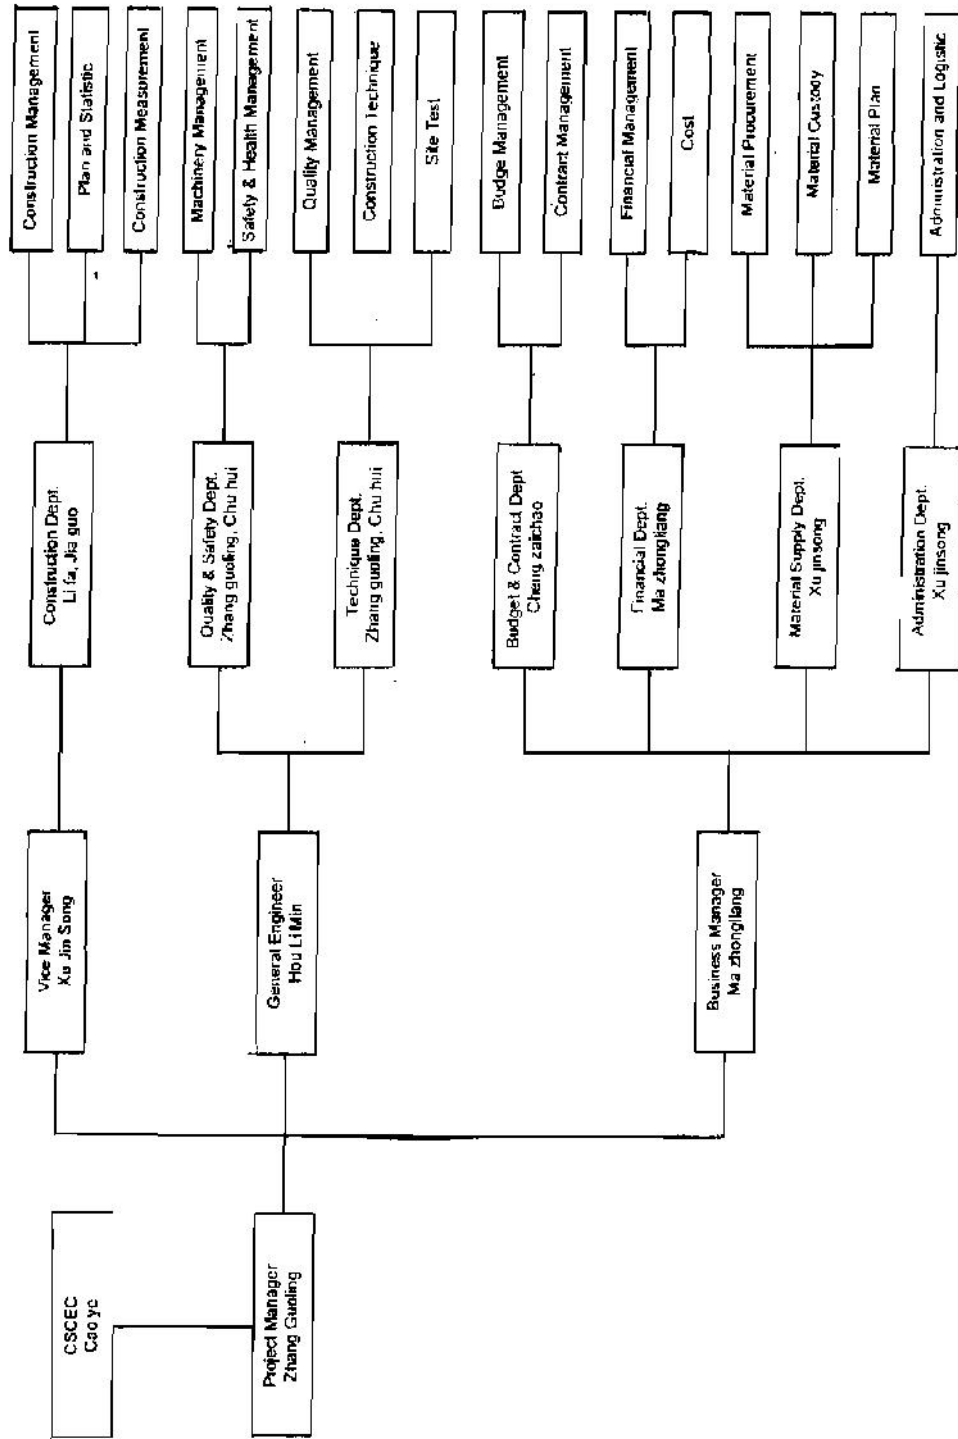 CSCEC
Cao ye
Project Manager
Zhang Guoling
Vice Manager
Xu Jin Song
General Engineer
Hou Li Min
Business Manager
Ma zhongliang
Construction Dept.
Li fa, Jia guo
Quality & Safety Dept.
Zhang guoling, Chu hui
Technique Dept.
Zhang guoling, Chu hui
Budget & Contract Dept
Cheng zaichao
Financial Dept.
Ma zhongliang
Material Supply Dept.
Xu jinsong
Administration Dept.
Xu jinsong
Construction Management
Plan and Statistic
Construction Measurement
Machinery Management
Safety & Health Management
Quality Management
Construction Technique
Site Test
Budge Management
Contrant Management
Financial Management
Cost
Material Procurement
Material Custody
Material Plan
Administration and Logistic